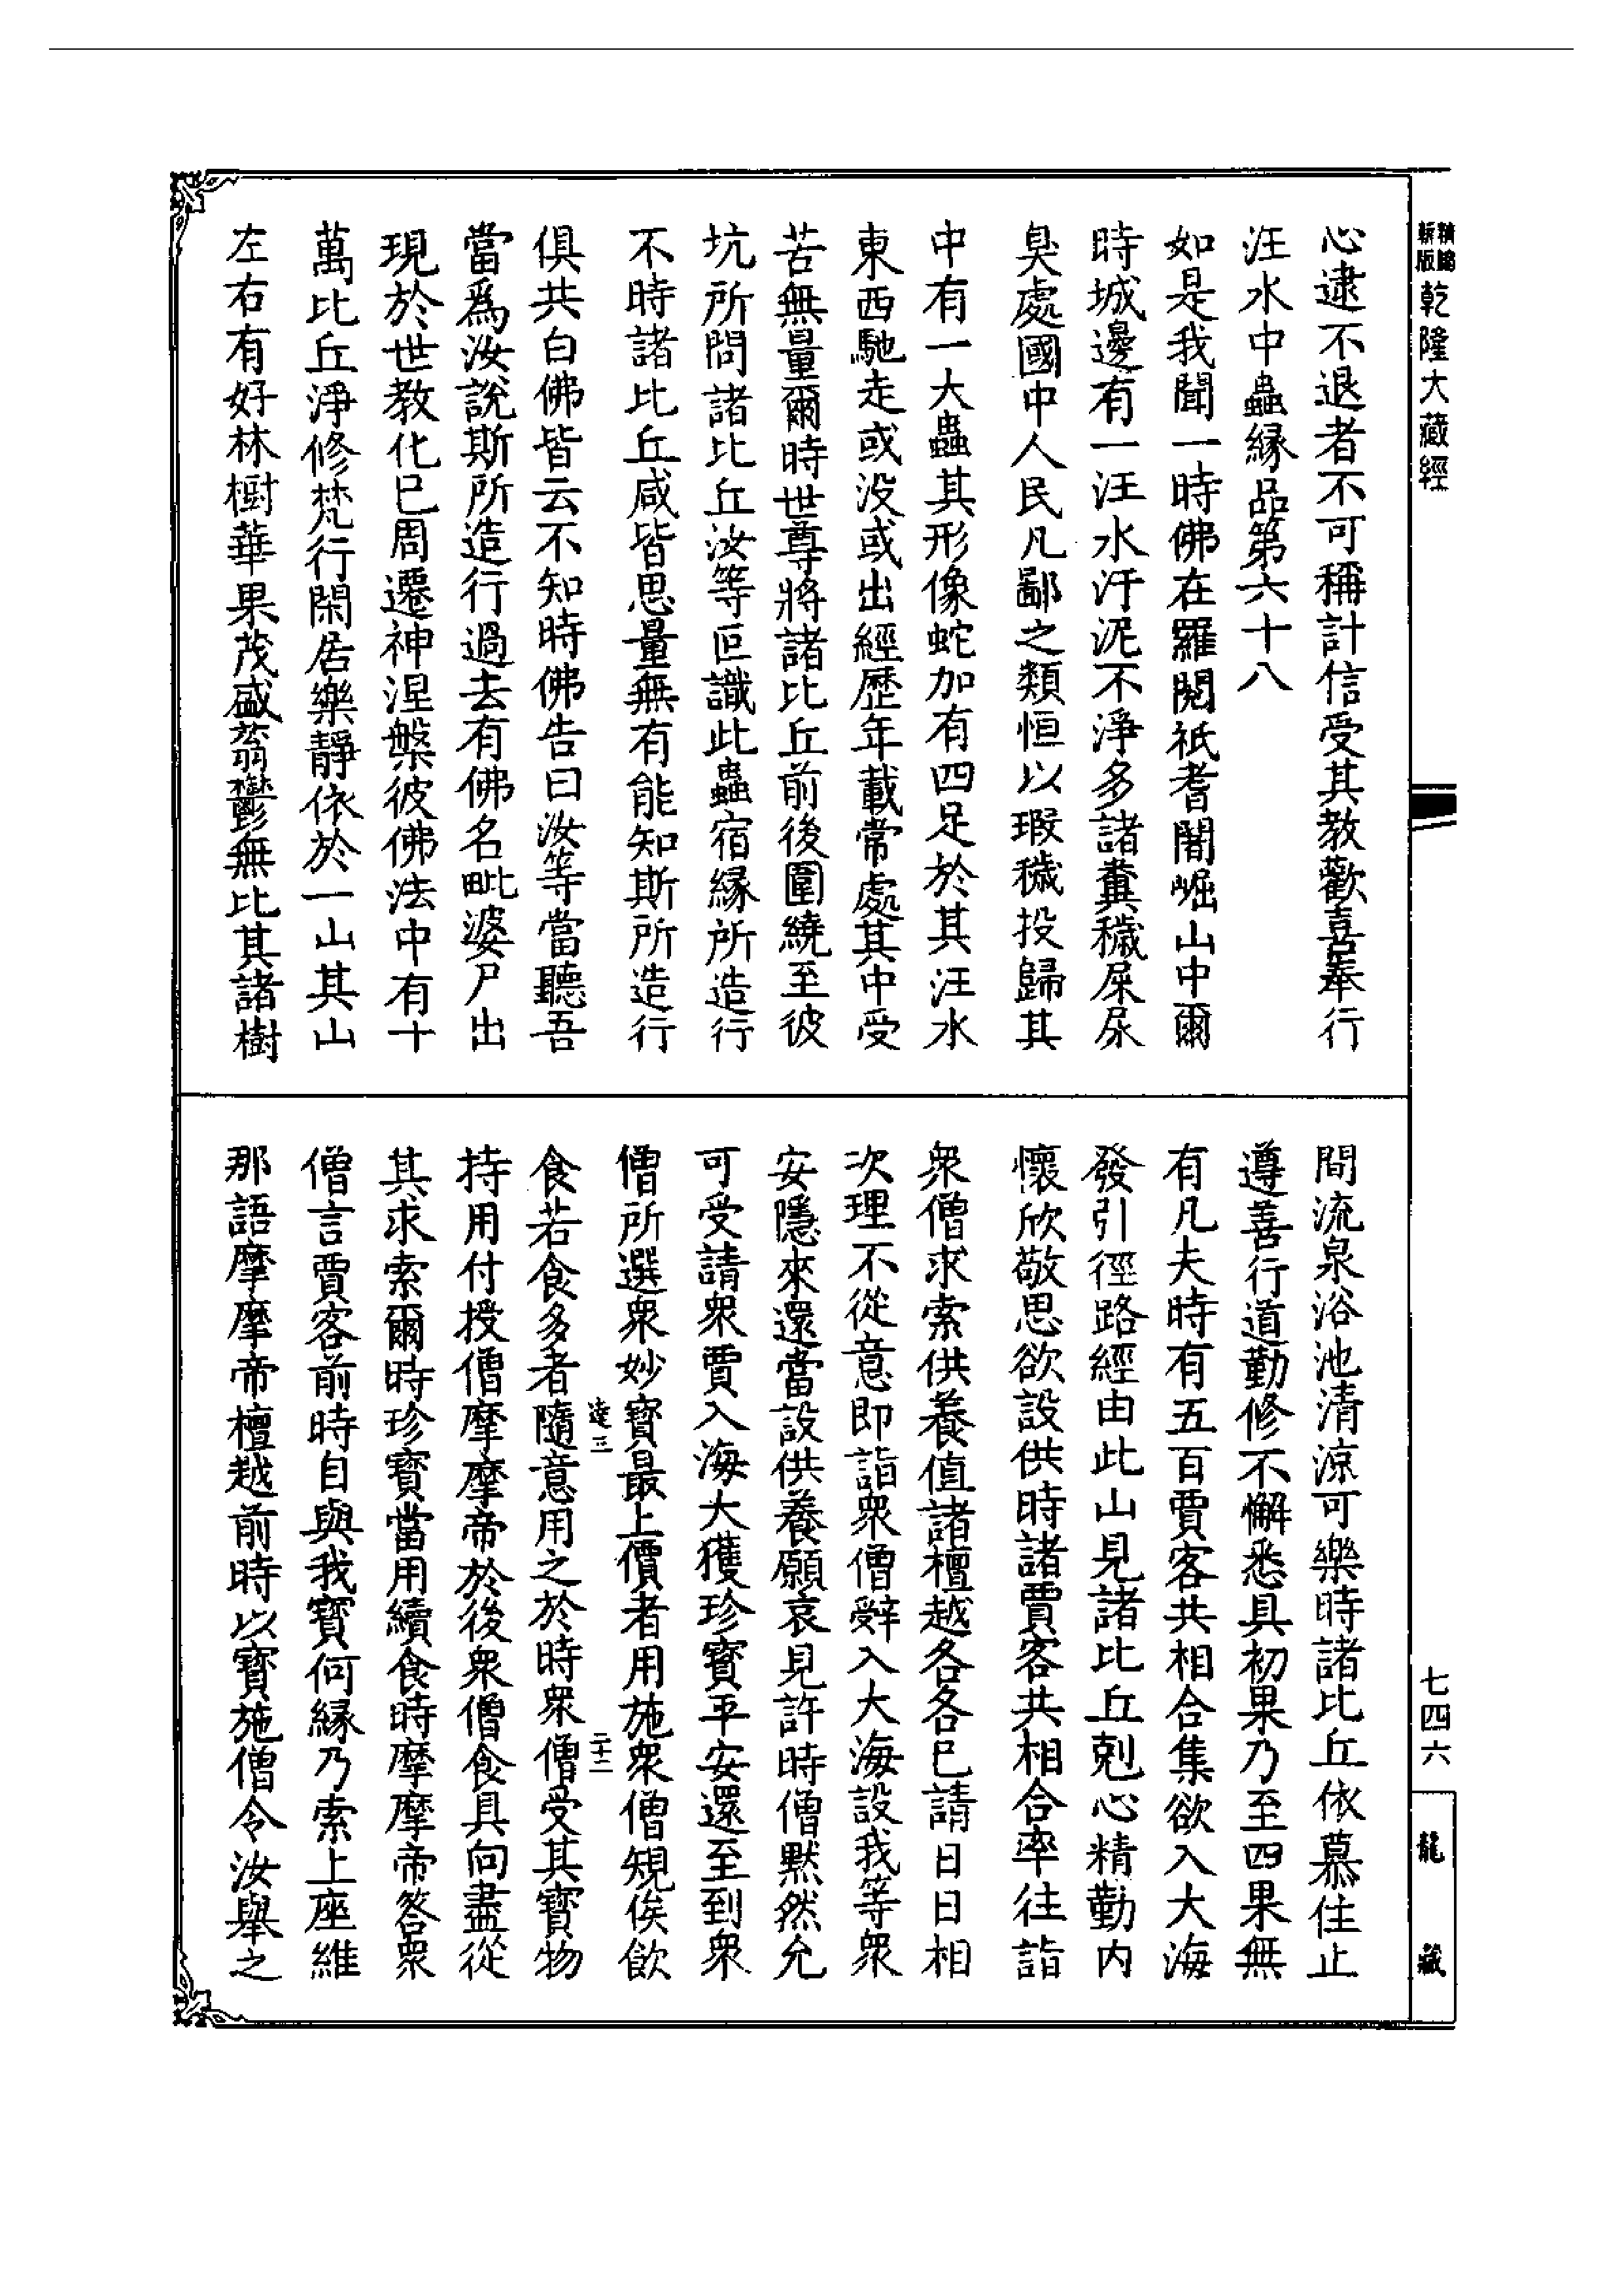 乾隆大藏經
七四六
龍藏
心逮不退者不可稱計信受其教歡喜奉行
汪水中蟲緣品第六十八
如是我聞一時佛在羅閱祇耆闍崛山中爾
時城邊有一汪水汙泥不淨多諸糞穢屎尿
臭處國中人民凡鄙之類恒以瑕穢投歸其
中有一大蟲其形像蛇加有四足於其汪水
東西馳走或沒或出經歷年載常處其中受
苦無量爾時世尊將諸比丘前後圍繞至彼
坑所問諸比丘汝等叵識此蟲宿緣所造行
不時諸比丘咸皆思量無有能知斯所造行
俱共白佛皆云不知時佛告曰汝等當聽吾
當爲汝說斯所造行過去有佛名毗婆尸出
現於世教化已周遷神涅槃彼佛法中有十
萬比丘淨修梵行閑居樂靜依於一山其山
左右有好林樹華果茂盛蓊鬱無比其諸樹
間流泉浴池清涼可樂時諸比丘依慕住止
遵善行道勤修不懈悉具初果乃至四果無
有凡夫時有五百賈客共相合集欲入大海
發引徑路經由此山見諸比丘剋心精勤內
懷欣敬思欲設供時諸賈客共相合率往詣
衆僧求索供養值諸檀越各各已請日日相
次理不從意即詣衆僧辤入大海設我等衆
安隱來還當設供養願哀見許時僧默然允
可受請衆賈入海大獲珍寶平安還至到衆
僧所選衆妙寶最上價者用施衆僧規俟飲
食若食多者隨意用之於時衆僧受其寶物
持用付授僧摩摩帝於後衆僧食具向盡從
其求索爾時珍寶當用續食時摩摩帝答衆
僧言賈客前時自與我寶何緣乃索上座維
那語摩摩帝檀越前時以寶施僧令汝舉之
達三
二十二